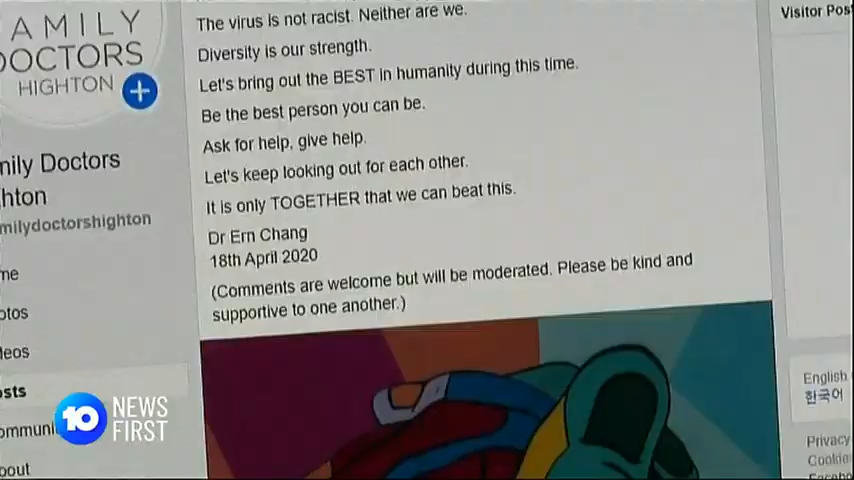 FAMILY
DOCTORS
HIGHTON
The virus is not racist. Neither are we.
Diversity is our strength.
Let's bring out the BEST in humanity during this time.
Be the best person you can be.
Ask for help, give help.
Let's keep looking out for each other.
It is only TOGETHER that we can beat this.
Dr Ern Chang
18th April 2020
(Comments are welcome but will be moderated. Please be kind and
supportive to one another.)
nily Doctors
hton
milydoctorshighton
me
otos
deos
osts
ommuni
bout
Visitor Post
English
한국어
Privacy
Cookie
10 NEWS
FIRST